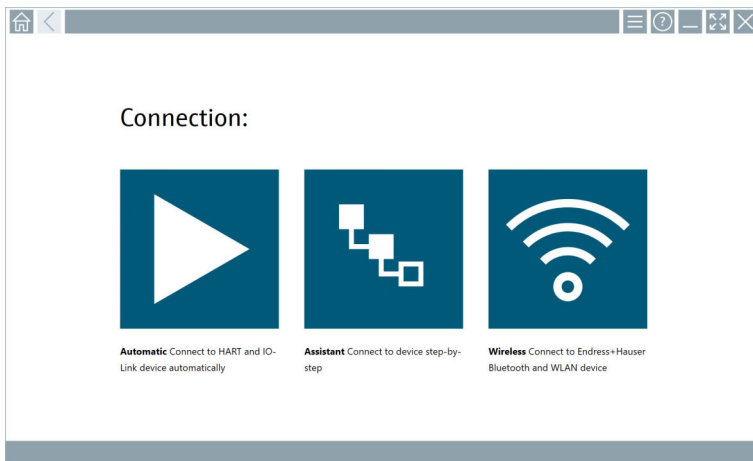 Connection:
Automatic Connect to HART and IO-
Link device automatically
Assistant Connect to device step-by-
step
Wireless Connect to Endress+Hauser
Bluetooth and WLAN device